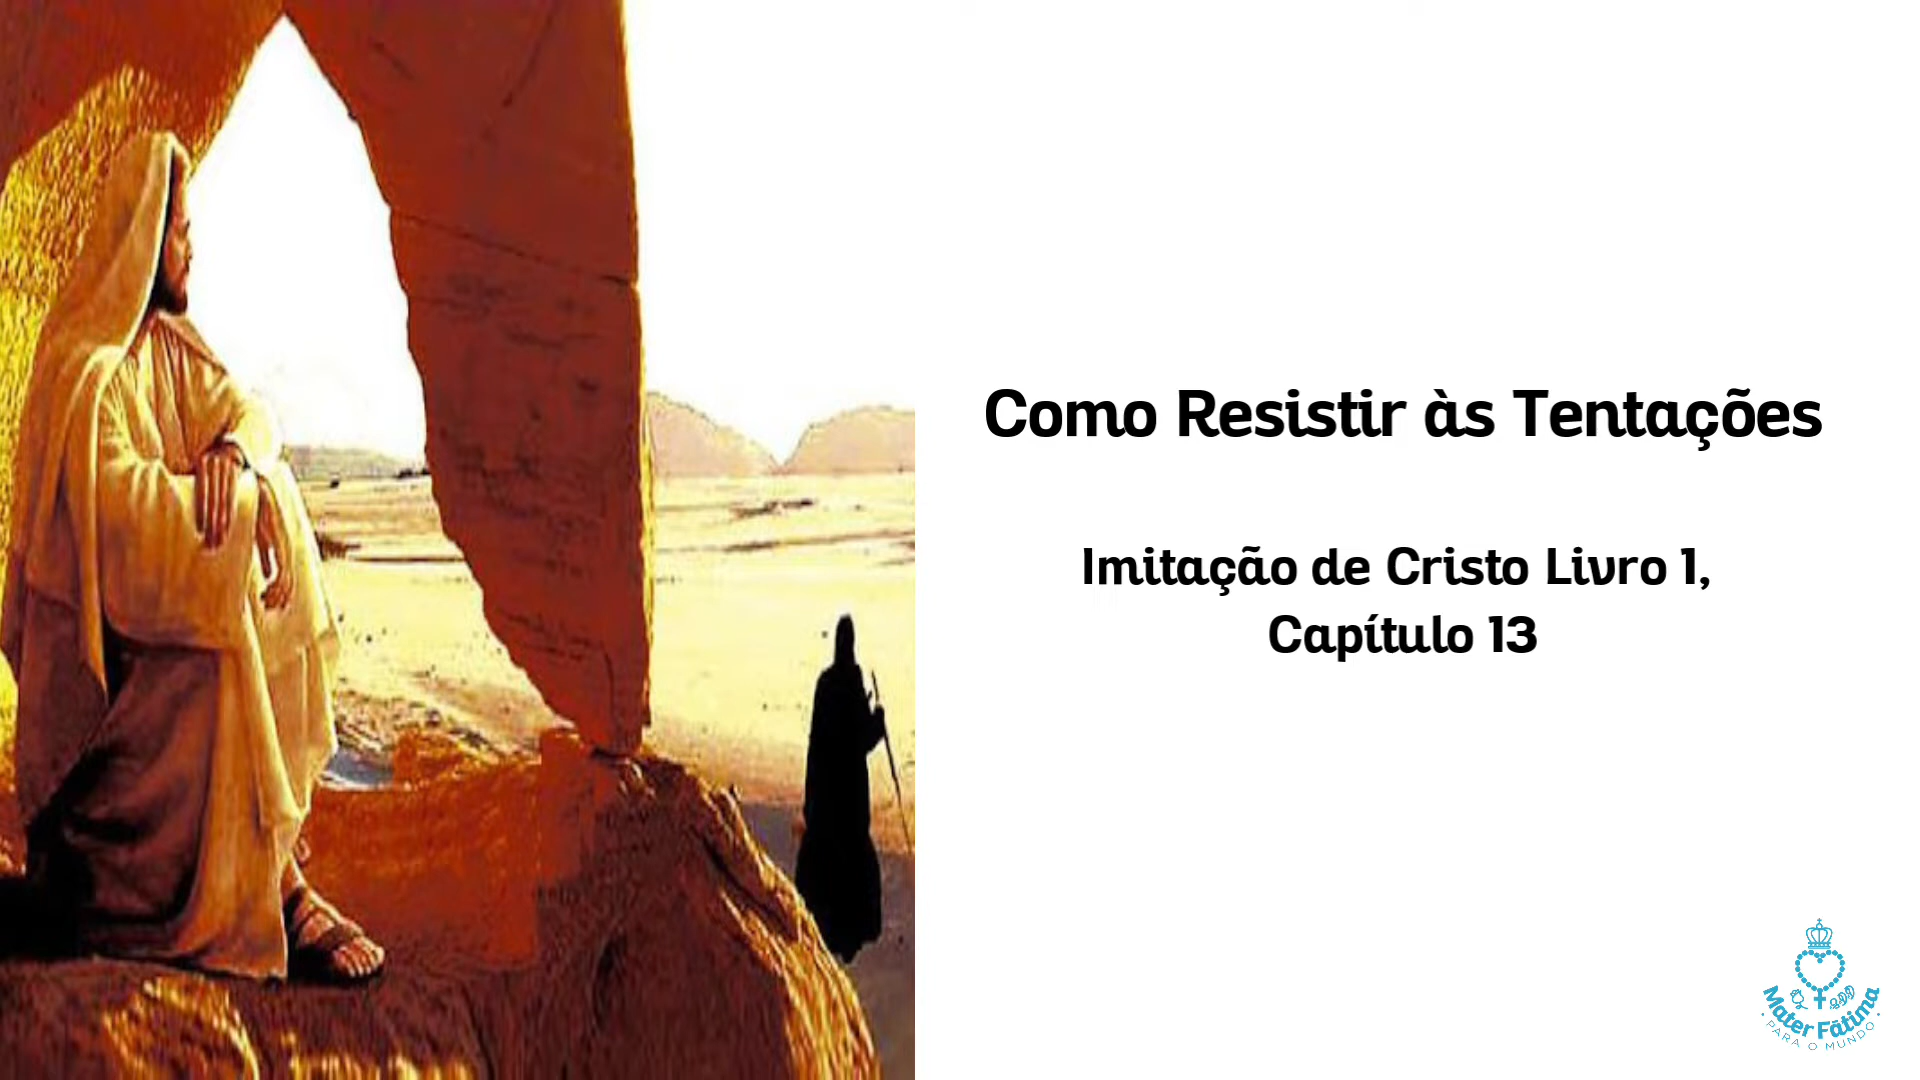 Como Resistir às Tentações
Imitação de Cristo Livro 1,
Capítulo 13
Mater Fátima
PARA O MUNDO